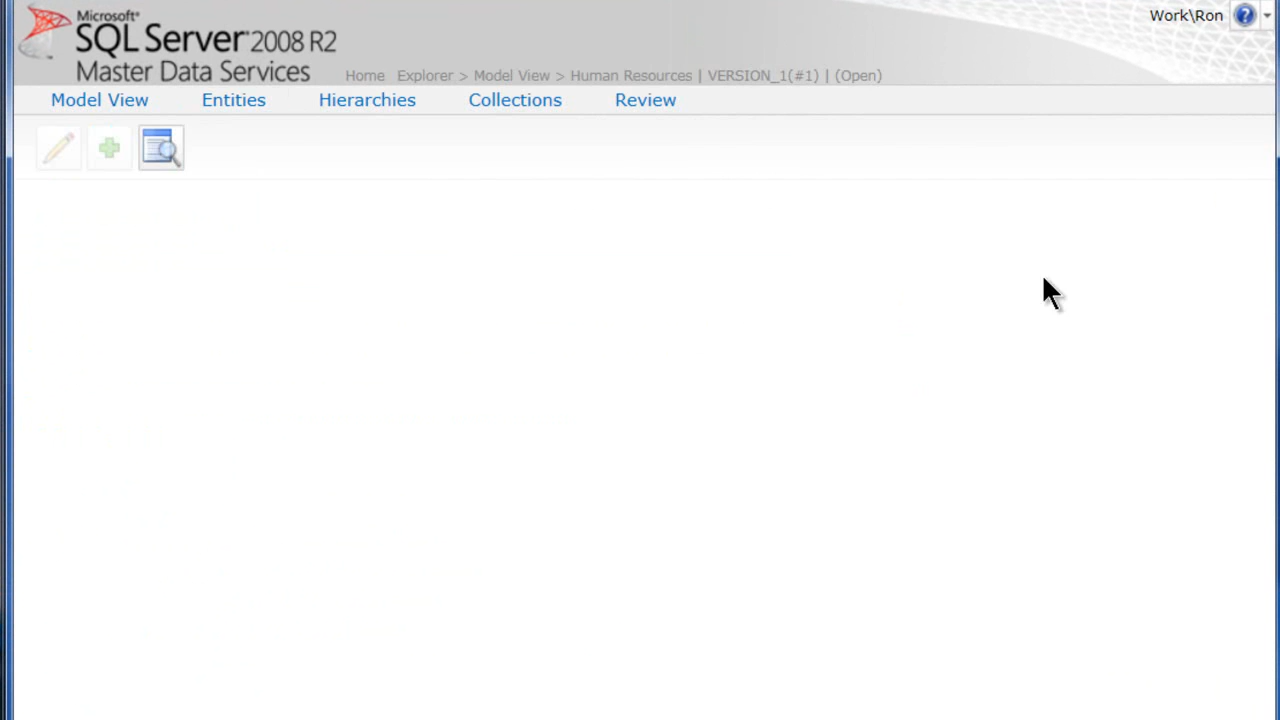 Work\Ron
Microsoft®
SQL Server® 2008 R2
Master Data Services
Home Explorer > Model View > Human Resources | VERSION_1(#1) | (Open)
Model View Entities Hierarchies Collections Review